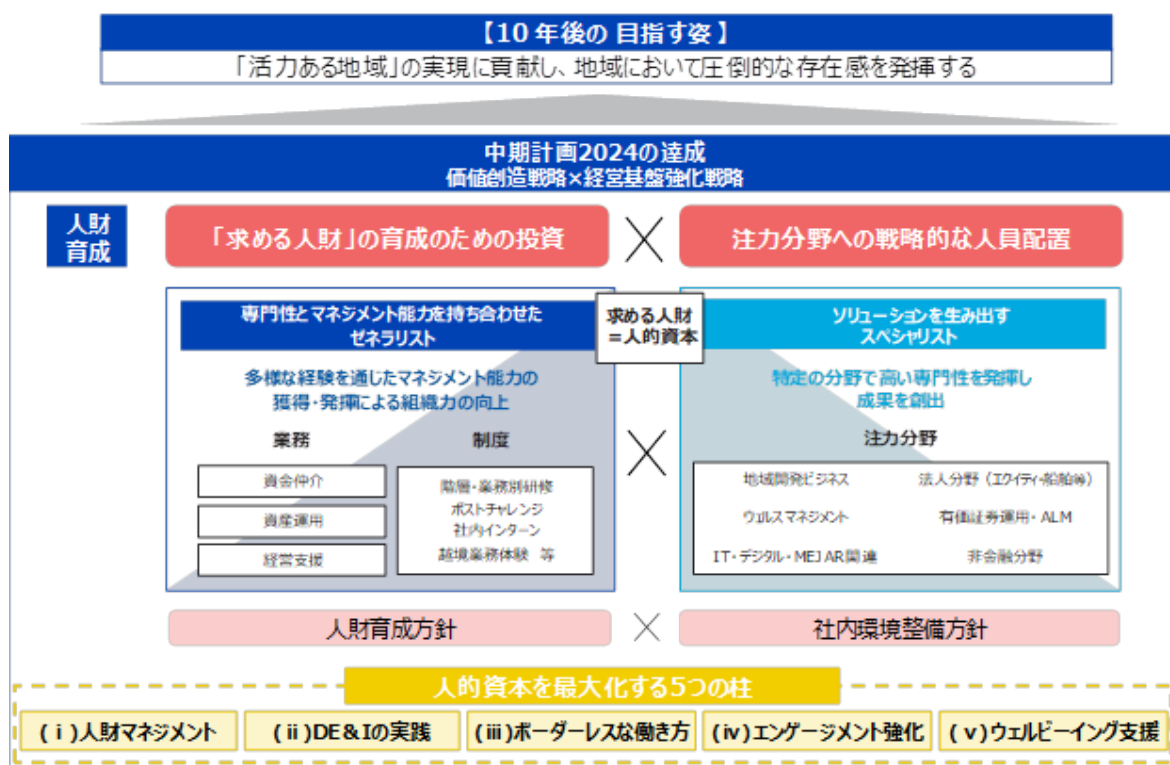 【10年後の目指す姿】
「活力ある地域」の実現に貢献し、地域において圧倒的な存在感を発揮する
中期計画2024の達成
価値創造戦略×経営基盤強化戦略
人財
育成
「求める人財」の育成のための投資
注力分野への戦略的な人員配置
専門性とマネジメント能力を持ち合わせた
ゼネラリスト
求める人財
＝人的資本
ソリューションを生み出す
スペシャリスト
多様な経験を通じたマネジメント能力の
獲得・発揮による組織力の向上
特定の分野で高い専門性を発揮し
成果を創出
業務
制度
注力分野
資金仲介
資産運用
経営支援
階層・業務別研修
ポストチャレンジ
社内インターン
越境業務体験 等
地域開発ビジネス
法人分野（エクイティ・船舶等）
ウェルスマネジメント
有価証券運用・ALM
IT・デジタル・MEJAR関連
非金融分野
人財育成方針
社内環境整備方針
人的資本を最大化する5つの柱
(ⅰ)人財マネジメント
(ⅱ)DE&Iの実践
(ⅲ)ボーダーレスな働き方
(ⅳ)エンゲージメント強化
(ⅴ)ウェルビーイング支援